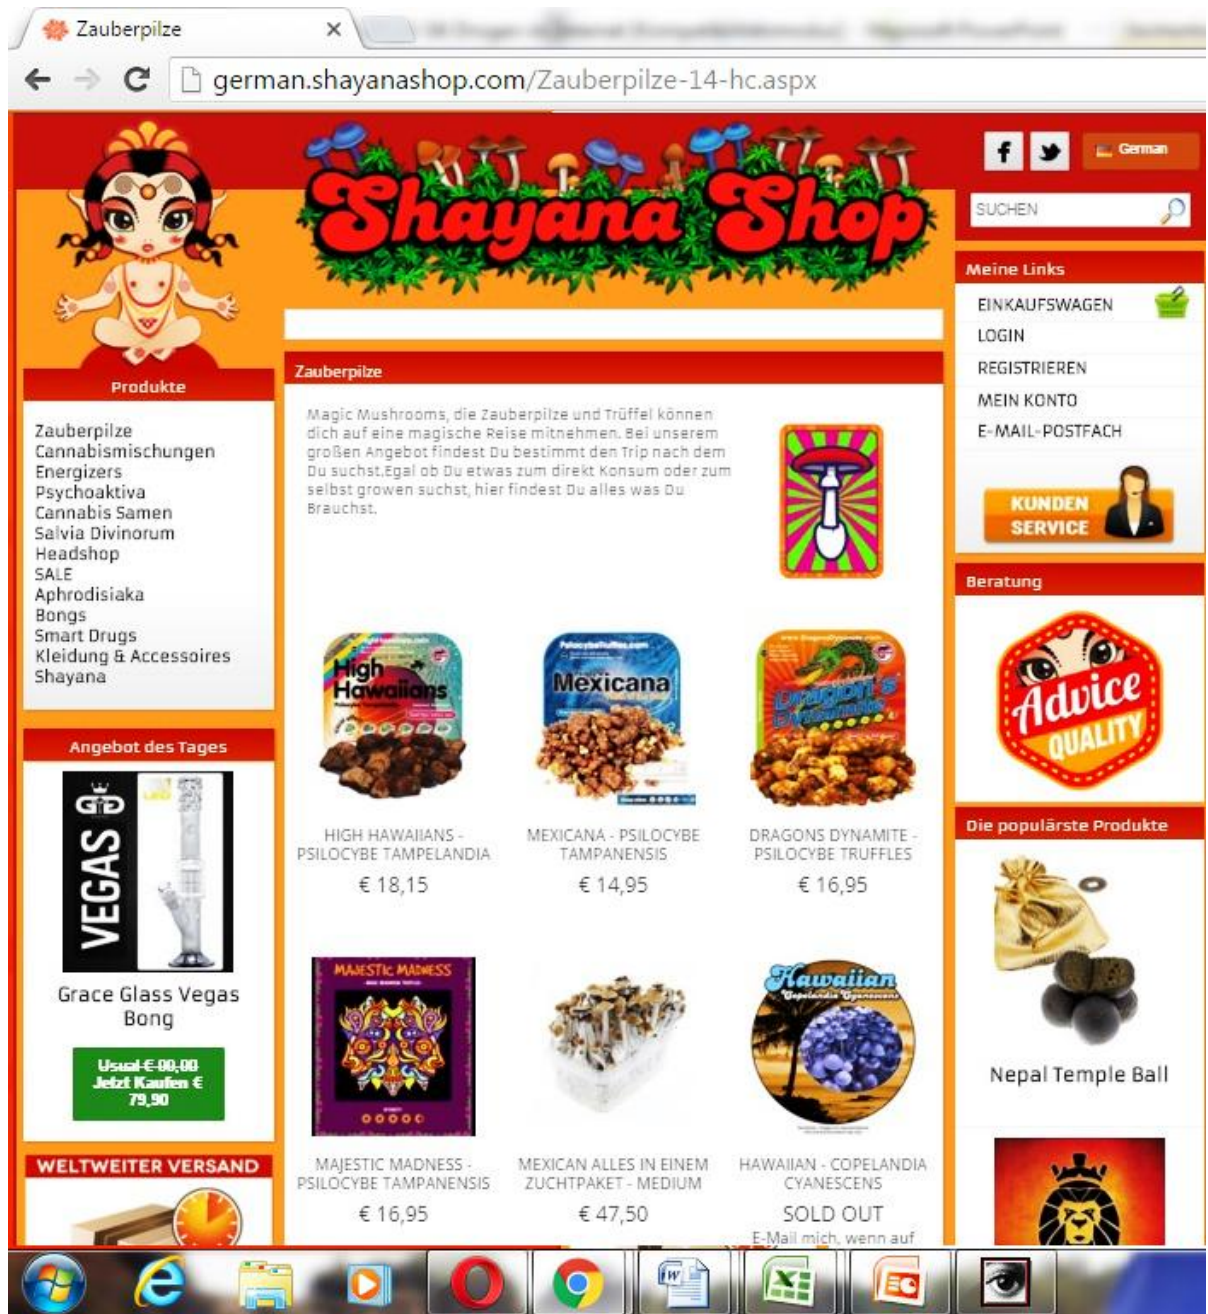 Zauberpilze
german.shayanashop.com/Zauberpilze-14-hc.aspx
Shayana Shop
German
SUCHEN
Meine Links
EINKAUFSWAGEN
LOGIN
REGISTRIEREN
MEIN KONTO
E-MAIL-POSTFACH
KUNDEN
SERVICE
Beratung
Advice
QUALITY
Die populärste Produkte
Nepal Temple Ball
Produkte
Zauberpilze
Cannabismischungen
Energizers
Psychoaktiva
Cannabis Samen
Salvia Divinorum
Headshop
SALE
Aphrodisiaka
Bongs
Smart Drugs
Kleidung & Accessoires
Shayana
Angebot des Tages
VEGAS
Grace Glass Vegas
Bong
Usual € 00,00
Jetzt Kaufen €
79,90
WELTWEITER VERSAND
Zauberpilze
Magic Mushrooms, die Zauberpilze und Trüffel können
dich auf eine magische Reise mitnehmen. Bei unserem
großen Angebot findest Du bestimmt den Trip nach dem
Du suchst.Egal ob Du etwas zum direkt Konsum oder zum
selbst growen suchst, hier findest Du alles was Du
Brauchst.
High
Hawaiians
Mexicana
Dragon's
Dynamite
HIGH HAWAIIANS -
PSILOCYBE TAMPELANDIA
€ 18,15
MEXICANA - PSILOCYBE
TAMPANENSIS
€ 14,95
DRAGONS DYNAMITE -
PSILOCYBE TRUFFLES
€ 16,95
MAJESTIC MADNESS
Hawaiian
Copelandia Cyanescens
MAJESTIC MADNESS -
PSILOCYBE TAMPANENSIS
€ 16,95
MEXICAN ALLES IN EINEM
ZUCHTPAKET - MEDIUM
€ 47,50
HAWAIIAN - COPELANDIA
CYANESCENS
SOLD OUT
E-Mail mich, wenn auf